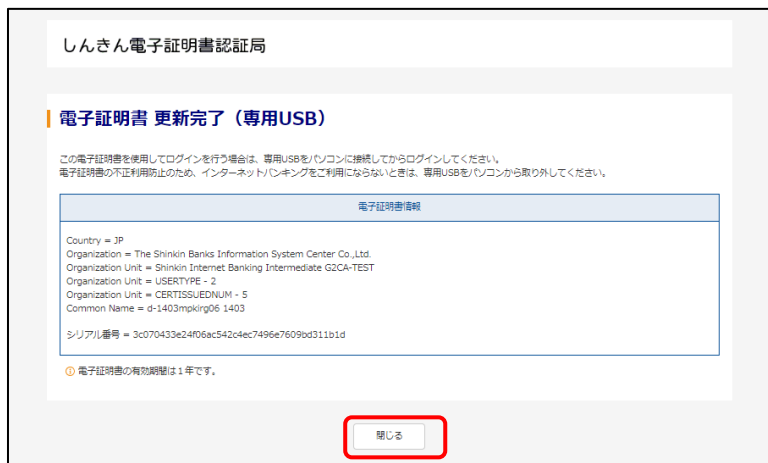 しんきん電子証明書認証局
電子証明書 更新完了（専用USB）
この電子証明書を使用してログインを行う場合は、専用USBをパソコンに接続してからログインしてください。
電子証明書の不正利用防止のため、インターネットバンキングをご利用にならないときは、専用USBをパソコンから取り外してください。
電子証明書情報
Country = JP
Organization = The Shinkin Banks Information System Center Co.,Ltd.
Organization Unit = Shinkin Internet Banking Intermediate G2CA-TEST
Organization Unit = USERTYPE - 2
Organization Unit = CERTISSUEDNUM - 5
Common Name = d-1403mpkirg06 1403
シリアル番号 = 3c070433e24f06ac542c4ec7496e7609bd311b1d
電子証明書の有効期間は１年です。
閉じる